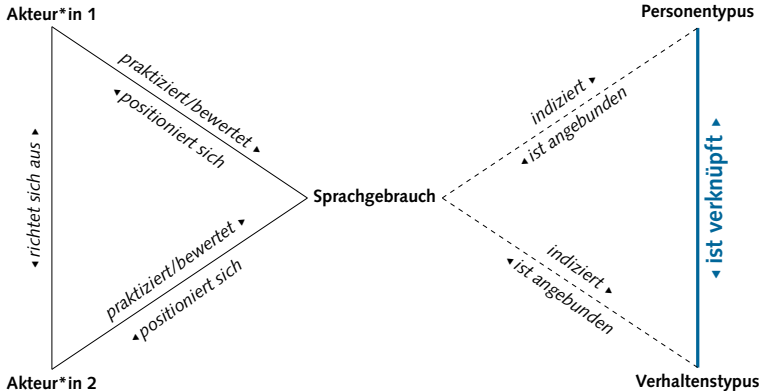 Akteur*in 1
Personentypus
praktiziert/bewertet ▸
◂ positioniert sich
indiziert ▸
◂ ist angebunden
◂ richtet sich aus ▸
◂ ist verknüpft ▸
Sprachgebrauch
praktiziert/bewertet ▸
◂ positioniert sich
indiziert ▸
◂ ist angebunden
Akteur*in 2
Verhaltenstypus